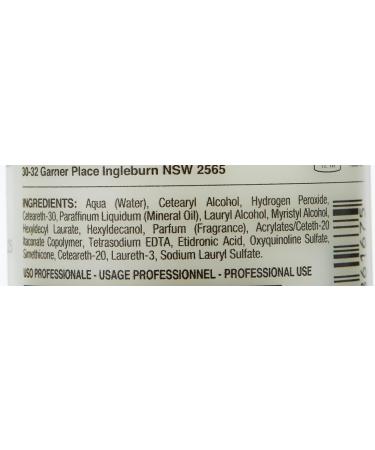 30-32 Garner Place Ingleburn NSW 2565
INGREDIENTS: Aqua (Water), Cetearyl Alcohol, Hydrogen Peroxide,
Ceteareth-30, Paraffinum Liquidum (Mineral Oil), Lauryl Alcohol, Myristyl Alcohol,
Hexyldecyl Laurate, Hexyldecanol, Parfum (Fragrance), Acrylates/Ceteth-20
Itaconate Copolymer, Tetrasodium EDTA, Etidronic Acid, Oxyquinoline Sulfate,
Simethicone, Ceteareth-20, Laureth-3, Sodium Lauryl Sulfate.
USO PROFESSIONALE - USAGE PROFESSIONNEL - PROFESSIONAL USE